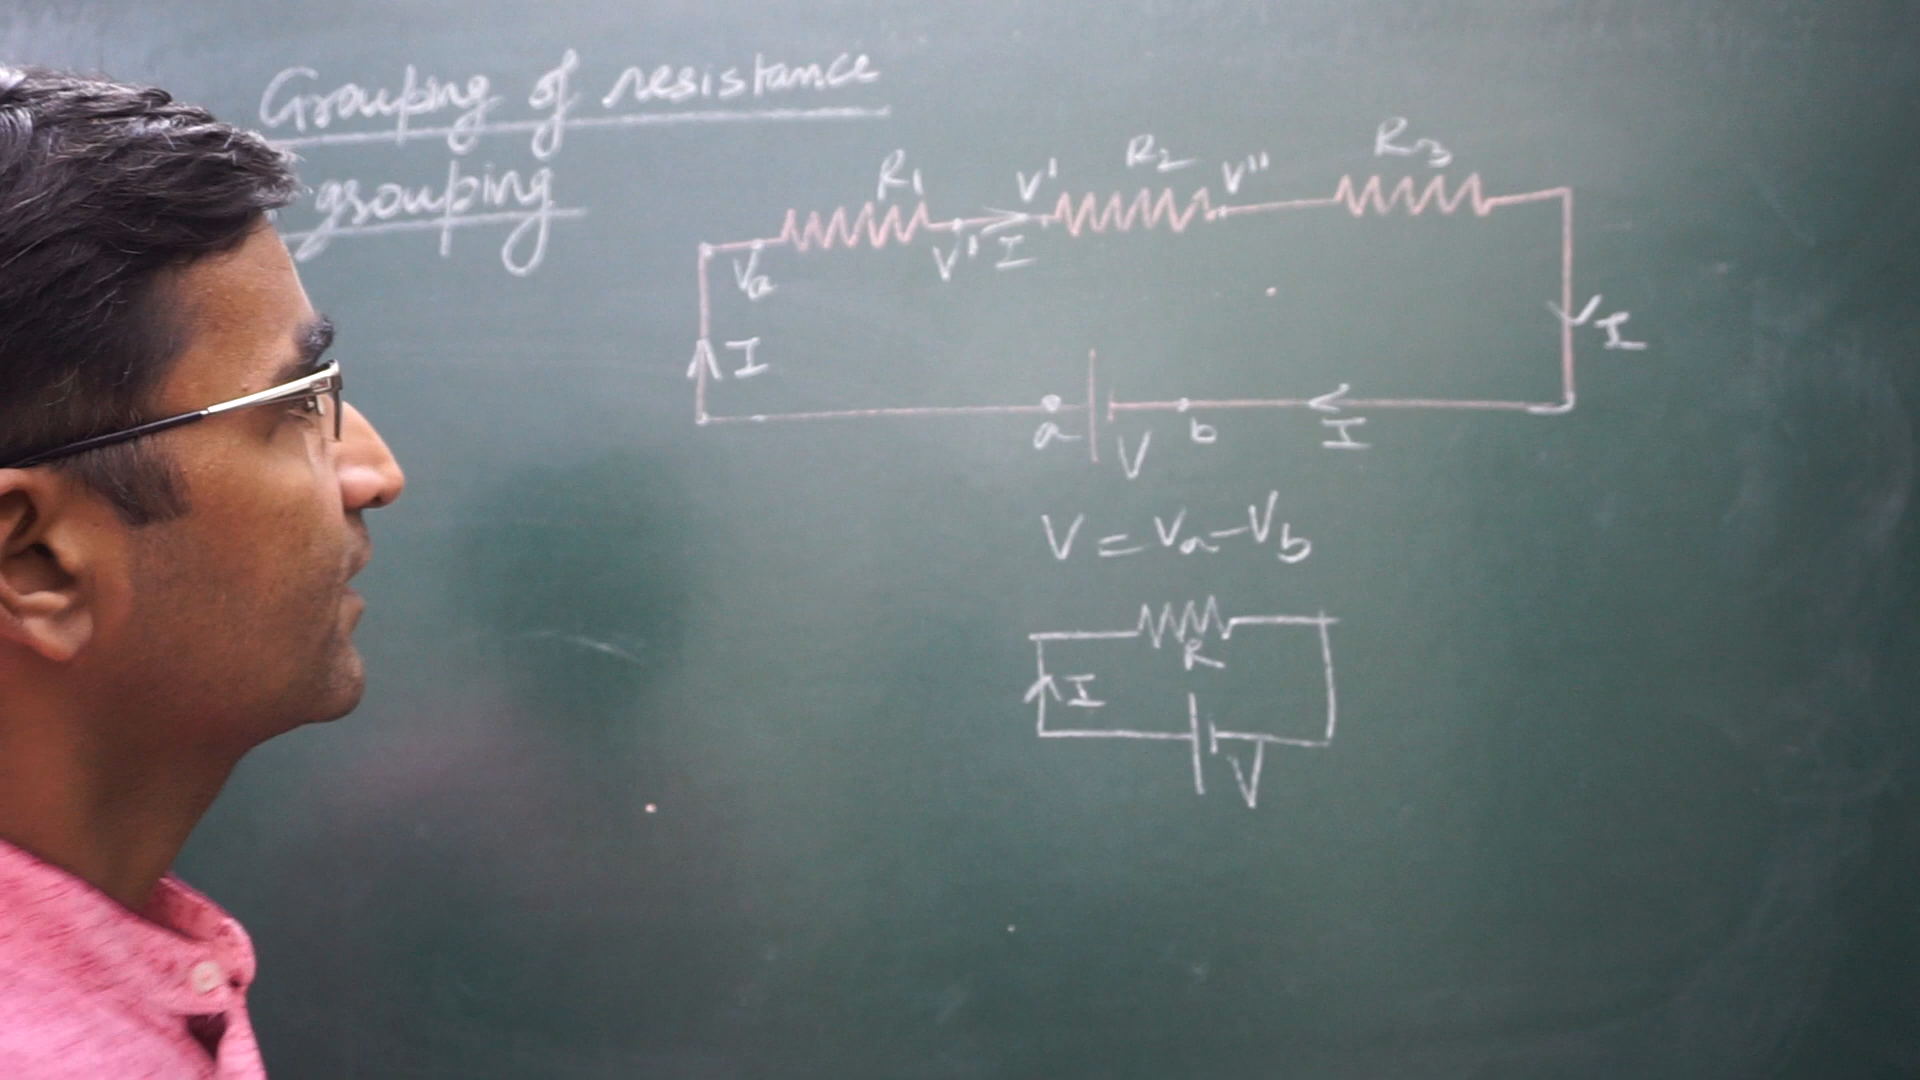 Grouping of resistance
grouping
R1 V' R2 V'' R3
Va V' I
I
I
a V b I
V = Va - Vb
R
I
V